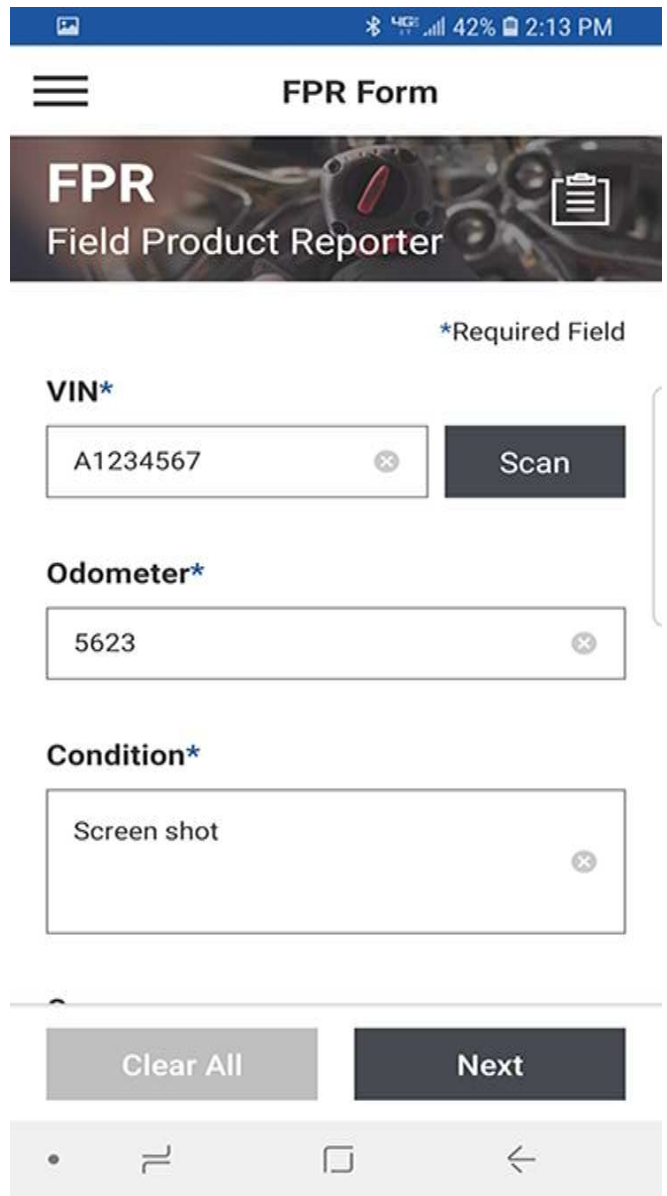 4G 42% 2:13 PM
FPR Form
FPR
Field Product Reporter
*Required Field
VIN*
A1234567
Scan
Odometer*
5623
Condition*
Screen shot
Clear All
Next